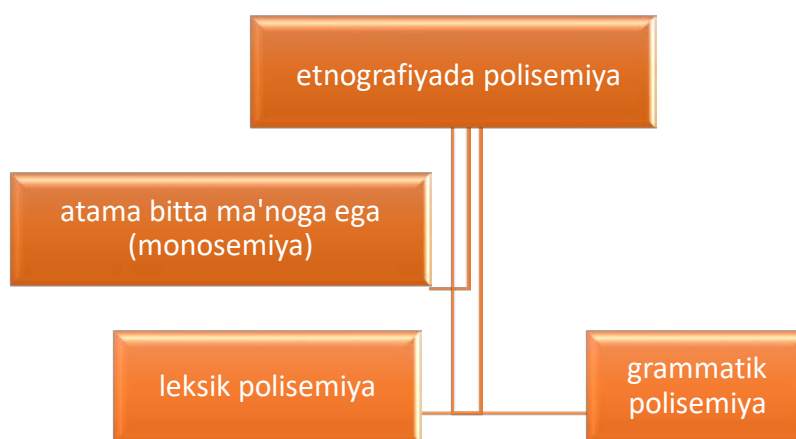 etnografiyada polisemiya
atama bitta ma'noga ega
(monosemiya)
leksik polisemiya
grammatik
polisemiya